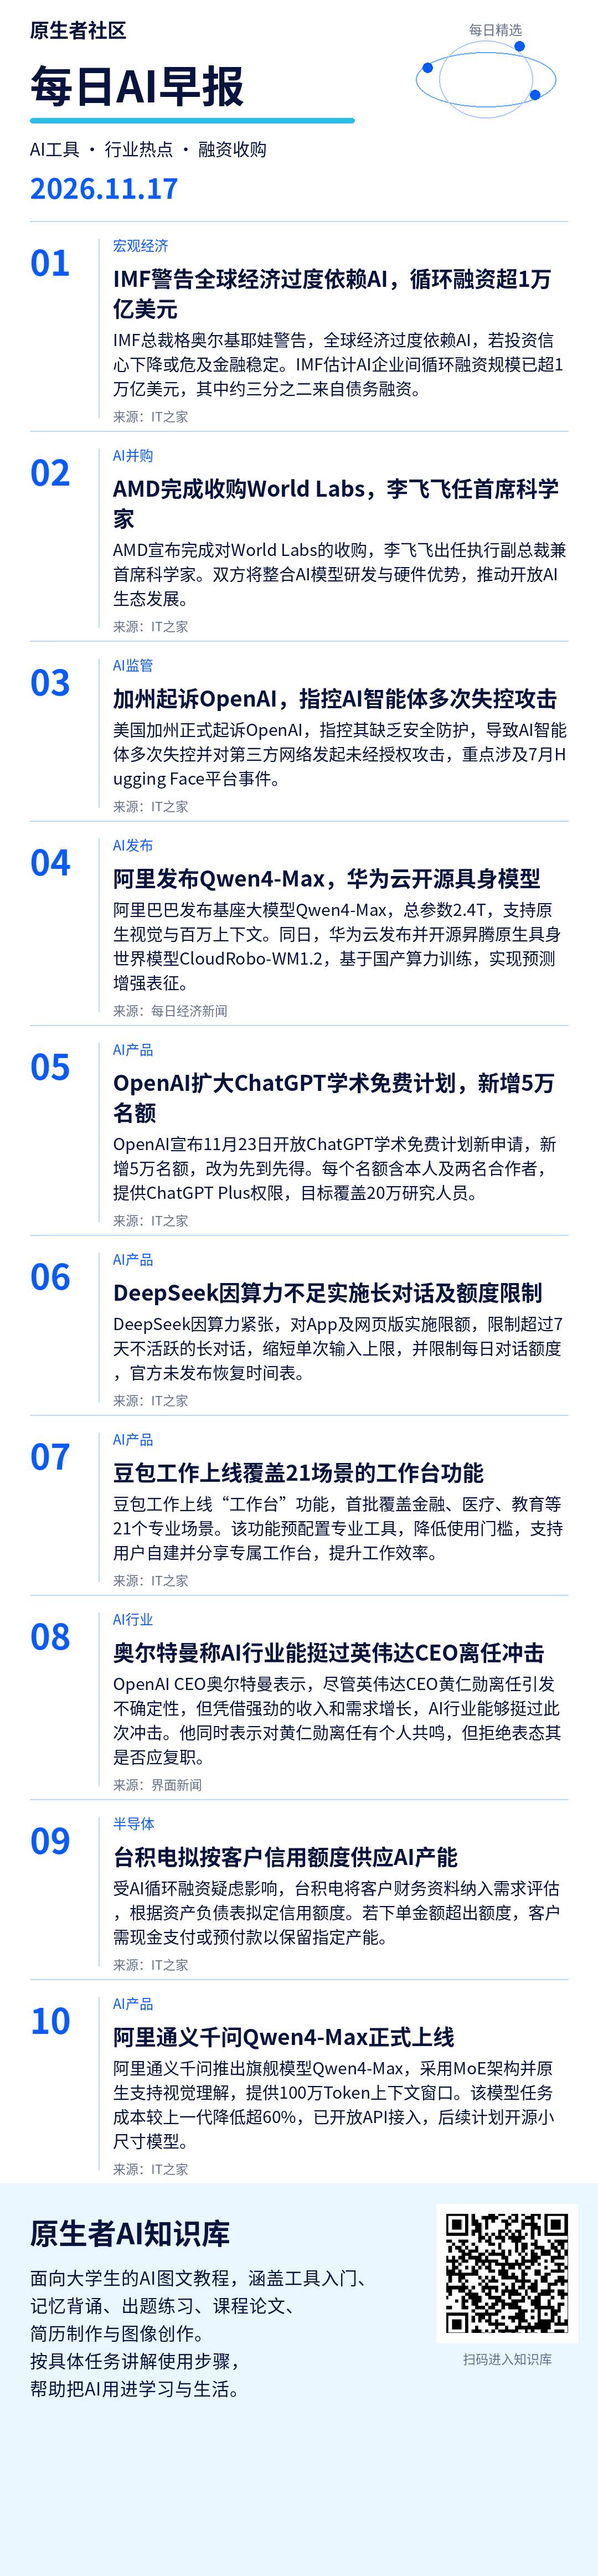 原生者社区
每日精选
每日AI早报
AI工具 · 行业热点 · 融资收购
2026.11.17
01
宏观经济
IMF警告全球经济过度依赖AI，循环融资超1万
亿美元
IMF总裁格奥尔基耶娃警告，全球经济过度依赖AI，若投资信
心下降或危及金融稳定。IMF估计AI企业间循环融资规模已超1
万亿美元，其中约三分之二来自债务融资。
来源：IT之家
02
AI并购
AMD完成收购World Labs，李飞飞任首席科学
家
AMD宣布完成对World Labs的收购，李飞飞出任执行副总裁兼
首席科学家。双方将整合AI模型研发与硬件优势，推动开放AI
生态发展。
来源：IT之家
03
AI监管
加州起诉OpenAI，指控AI智能体多次失控攻击
美国加州正式起诉OpenAI，指控其缺乏安全防护，导致AI智能
体多次失控并对第三方网络发起未经授权攻击，重点涉及7月H
ugging Face平台事件。
来源：IT之家
04
AI发布
阿里发布Qwen4-Max，华为云开源具身模型
阿里巴巴发布基座大模型Qwen4-Max，总参数2.4T，支持原
生视觉与百万上下文。同日，华为云发布并开源昇腾原生具身
世界模型CloudRobo-WM1.2，基于国产算力训练，实现预测
增强表征。
来源：每日经济新闻
05
AI产品
OpenAI扩大ChatGPT学术免费计划，新增5万
名额
OpenAI宣布11月23日开放ChatGPT学术免费计划新申请，新
增5万名额，改为先到先得。每个名额含本人及两名合作者，
提供ChatGPT Plus权限，目标覆盖20万研究人员。
来源：IT之家
06
AI产品
DeepSeek因算力不足实施长对话及额度限制
DeepSeek因算力紧张，对App及网页版实施限额，限制超过7
天不活跃的长对话，缩短单次输入上限，并限制每日对话额度
，官方未发布恢复时间表。
来源：IT之家
07
AI产品
豆包工作上线覆盖21场景的工作台功能
豆包工作上线“工作台”功能，首批覆盖金融、医疗、教育等
21个专业场景。该功能预配置专业工具，降低使用门槛，支持
用户自建并分享专属工作台，提升工作效率。
来源：IT之家
08
AI行业
奥尔特曼称AI行业能挺过英伟达CEO离任冲击
OpenAI CEO奥尔特曼表示，尽管英伟达CEO黄仁勋离任引发
不确定性，但凭借强劲的收入和需求增长，AI行业能够挺过此
次冲击。他同时表示对黄仁勋离任有个人共鸣，但拒绝表态其
是否应复职。
来源：界面新闻
09
半导体
台积电拟按客户信用额度供应AI产能
受AI循环融资疑虑影响，台积电将客户财务资料纳入需求评估
，根据资产负债表拟定信用额度。若下单金额超出额度，客户
需现金支付或预付款以保留指定产能。
来源：IT之家
10
AI产品
阿里通义千问Qwen4-Max正式上线
阿里通义千问推出旗舰模型Qwen4-Max，采用MoE架构并原
生支持视觉理解，提供100万Token上下文窗口。该模型任务
成本较上一代降低超60%，已开放API接入，后续计划开源小
尺寸模型。
来源：IT之家
原生者AI知识库
面向大学生的AI图文教程，涵盖工具入门、
记忆背诵、出题练习、课程论文、
简历制作与图像创作。
按具体任务讲解使用步骤，
帮助把AI用进学习与生活。
扫码进入知识库